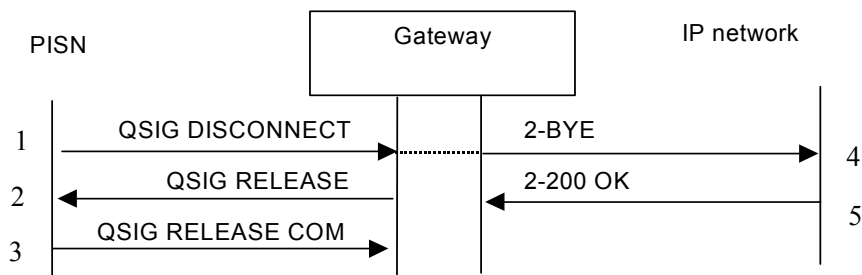 PISN
Gateway
IP network
1
QSIG DISCONNECT
2-BYE
4
2
QSIG RELEASE
2-200 OK
5
3
QSIG RELEASE COM